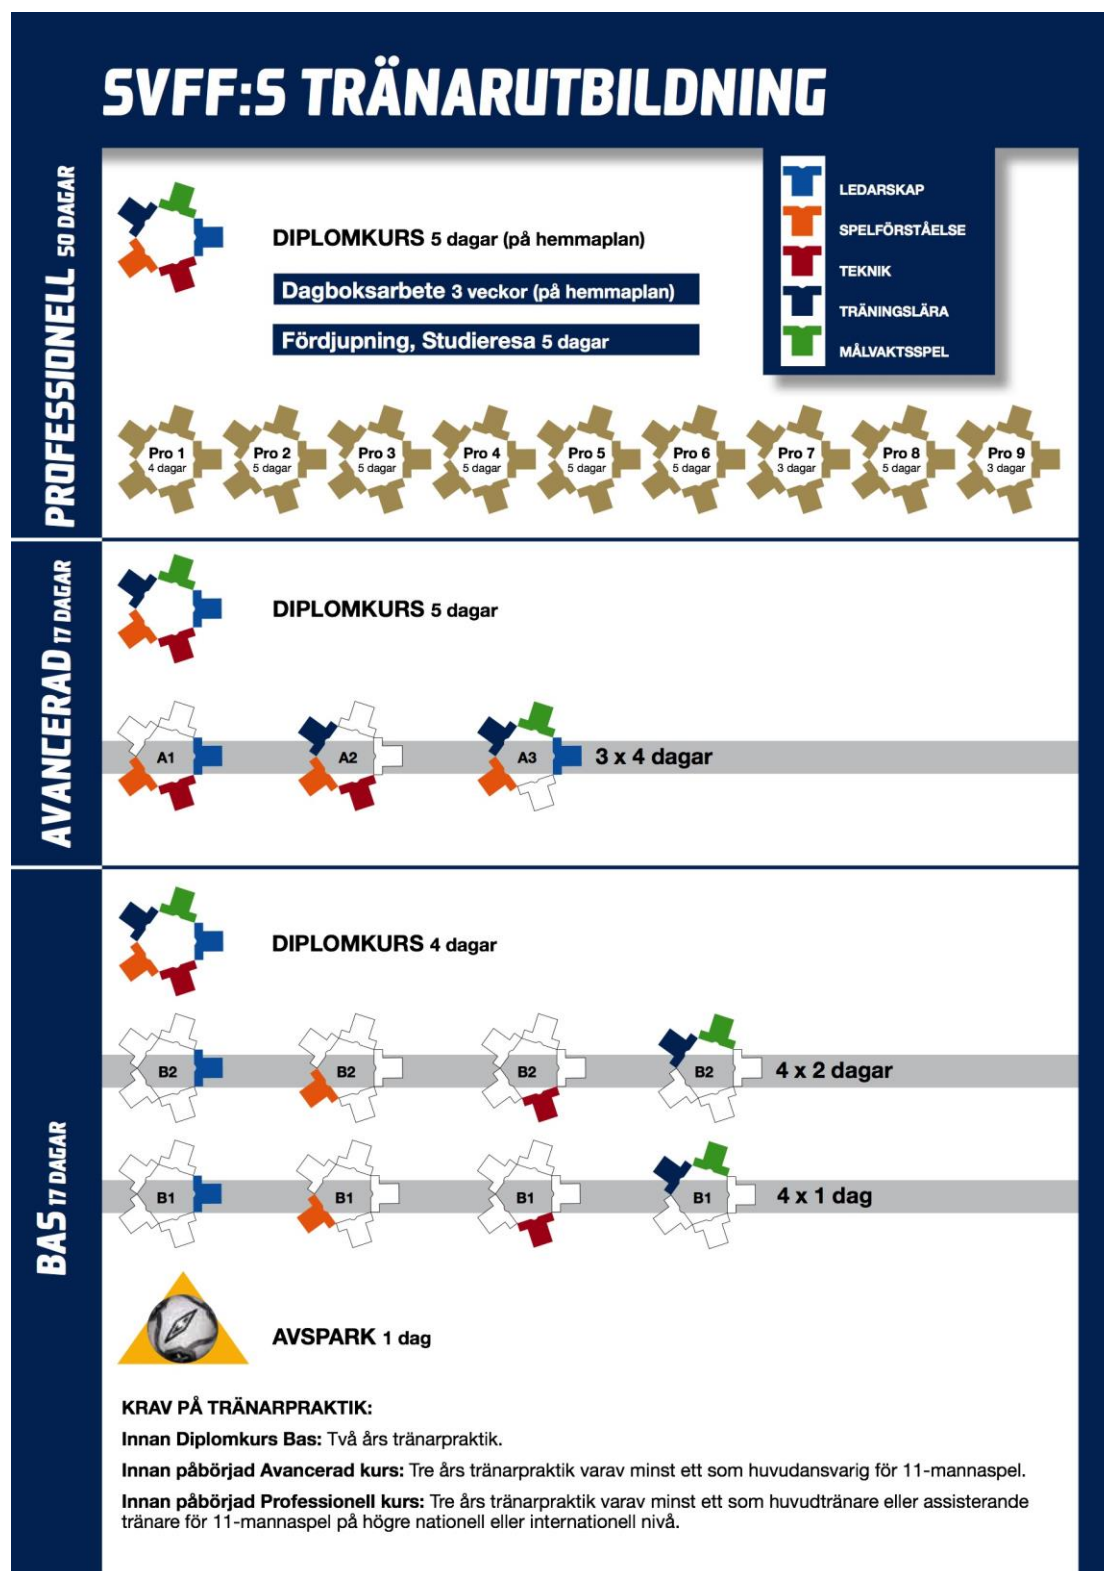 SVFF:S TRÄNARUTBILDNING
LEDARSKAP
SPELFÖRSTÅELSE
TEKNIK
TRÄNINGSLÄRA
MÅLVAKTSSPEL
PROFESSIONELL 50 DAGAR
DIPLOMKURS 5 dagar (på hemmaplan)
Dagboksarbete 3 veckor (på hemmaplan)
Fördjupning, Studieresa 5 dagar
Pro 1
4 dagar
Pro 2
5 dagar
Pro 3
5 dagar
Pro 4
5 dagar
Pro 5
5 dagar
Pro 6
5 dagar
Pro 7
3 dagar
Pro 8
5 dagar
Pro 9
3 dagar
AVANCERAD 17 DAGAR
DIPLOMKURS 5 dagar
A1
A2
A3
3 x 4 dagar
BAS 17 DAGAR
DIPLOMKURS 4 dagar
B2
B2
B2
B2
4 x 2 dagar
B1
B1
B1
B1
4 x 1 dag
AVSPARK 1 dag
KRAV PÅ TRÄNARPRAKTIK:
Innan Diplomkurs Bas: Två års tränarpraktik.
Innan påbörjad Avancerad kurs: Tre års tränarpraktik varav minst ett som huvudansvarig för 11-mannaspel.
Innan påbörjad Professionell kurs: Tre års tränarpraktik varav minst ett som huvudtränare eller assisterande
tränare för 11-mannaspel på högre nationell eller internationell nivå.